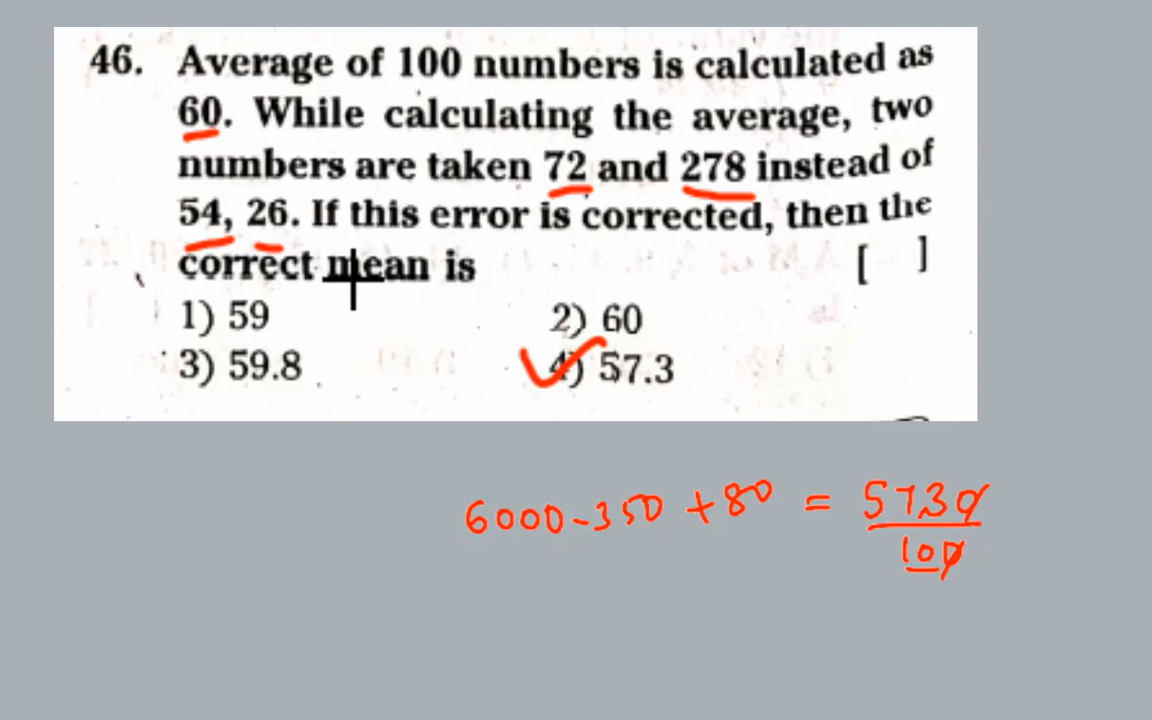 46. Average of 100 numbers is calculated as
60. While calculating the average, two
numbers are taken 72 and 278 instead of
54, 26. If this error is corrected, then the
correct mean is [ ]
1) 59 2) 60
3) 59.8 4) 57.3
6000-350 +80 = 5730
100